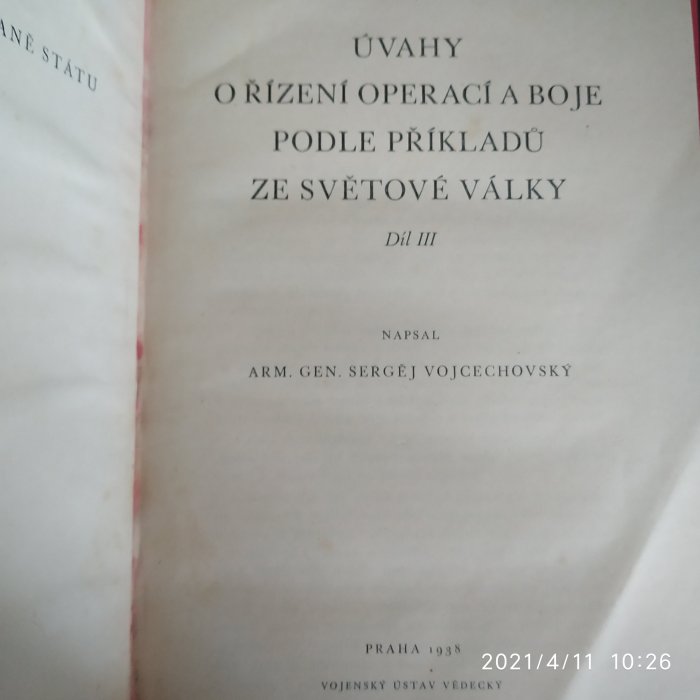 ANĚ STÁTU
ÚVAHY
O ŘÍZENÍ OPERACÍ A BOJE
PODLE PŘÍKLADŮ
ZE SVĚTOVÉ VÁLKY
Díl III
NAPSAL
ARM. GEN. SERGĚJ VOJCECHOVSKÝ
PRAHA 1938
2021/4/11 10:26
VOJENSKÝ ÚSTAV VĚDECKÝ